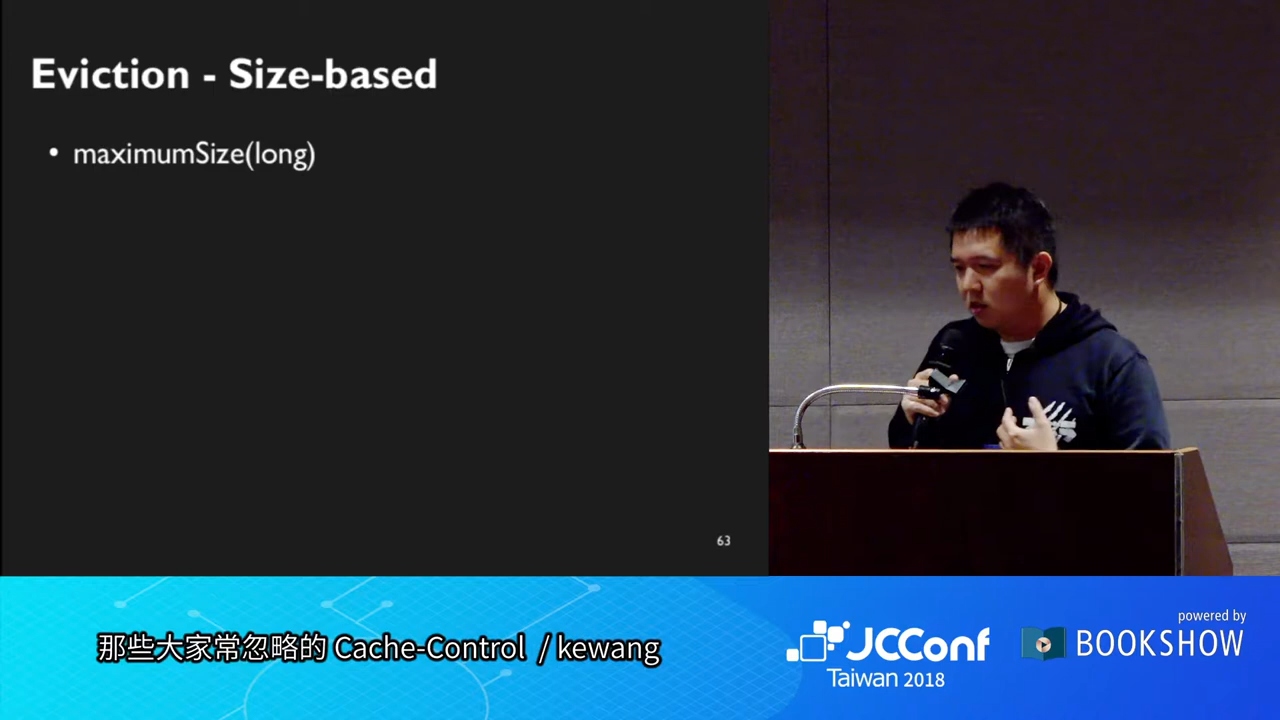 Eviction - Size-based
• maximumSize(long)
63
那些大家常忽略的 Cache-Control / kewang
JCConf
Taiwan 2018
powered by
BOOKSHOW